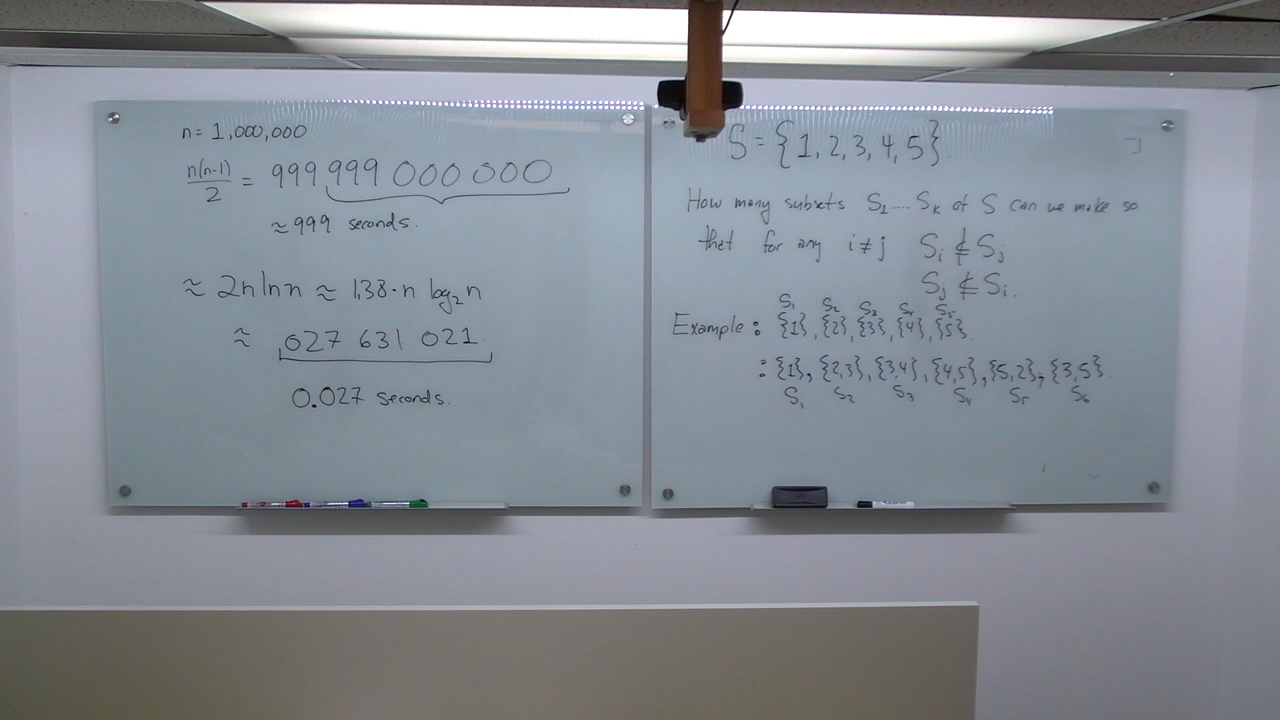 n = 1,000,000
n(n-1)/2 = 999 999 000 000
≈ 999 seconds.
≈ 2n ln n ≈ 1.38 · n log₂ n
≈ 027 631 021
0.027 seconds.
S = {1, 2, 3, 4, 5}.
How many subsets S₁ .... Sₖ of S can we make so
that for any i ≠ j Sᵢ ⊄ Sⱼ
Sⱼ ⊄ Sᵢ.
S₁ S₂ S₃ S₄ S₅
Example : {1}, {2}, {3}, {4}, {5}.
: {1}, {2,3}, {3,4}, {4,5}, {5,2}, {3,5}.
S₁ S₂ S₃ S₄ S₅ S₆